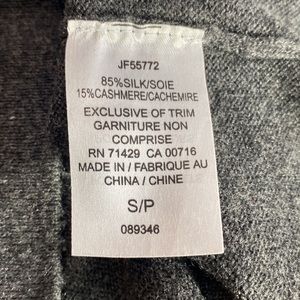 JF55772
85%SILK/SOIE
15%CASHMERE/CACHEMIRE
EXCLUSIVE OF TRIM
GARNITURE NON
COMPRISE
RN 71429 CA 00716
MADE IN / FABRIQUE AU
CHINA / CHINE
S/P
089346